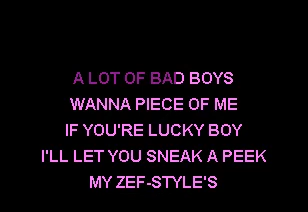 A LOT OF BAD BOYS
WANNA PIECE OF ME
IF YOU'RE LUCKY BOY
I'LL LET YOU SNEAK A PEEK
MY ZEF-STYLE'S